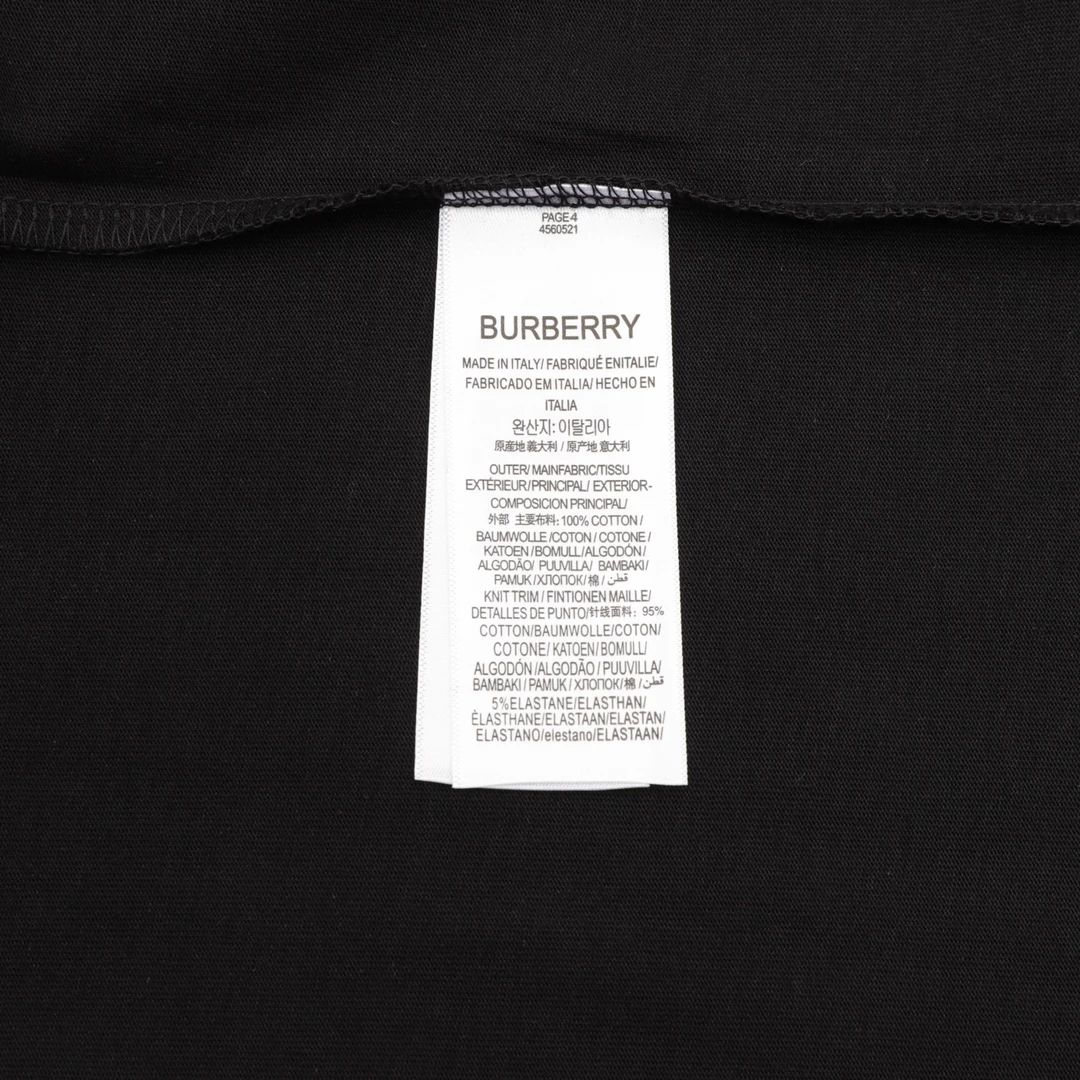 PAGE4
4560521
BURBERRY
MADE IN ITALY/ FABRIQUÉ ENITALIE/
FABRICADO EM ITALIA/ HECHO EN
ITALIA
완산지: 이탈리아
原産地 義大利 / 原产地 意大利
OUTER/ MAINFABRIC/TISSU
EXTÉRIEUR/PRINCIPAL/ EXTERIOR-
COMPOSICION PRINCIPAL/
外部 主要布料: 100% COTTON /
BAUMWOLLE /COTON / COTONE /
KATOEN /BOMULL/ALGODÓN/
ALGODÃO/ PUUVILLA/ BAMBAKI/
PAMUK /ХЛОПОК/ 棉 / قطن
KNIT TRIM / FINTIONEN MAILLE/
DETALLES DE PUNTO/针线面料: 95%
COTTON/BAUMWOLLE/COTON/
COTONE/ KATOEN/ BOMULL/
ALGODÓN /ALGODÃO / PUUVILLA/
BAMBAKI / PAMUK / ХЛОПОК/ 棉 / قطن
5%ELASTANE/ELASTHAN/
ÉLASTHANE/ELASTAAN/ELASTAN/
ELASTANO/elestano/ELASTAAN/